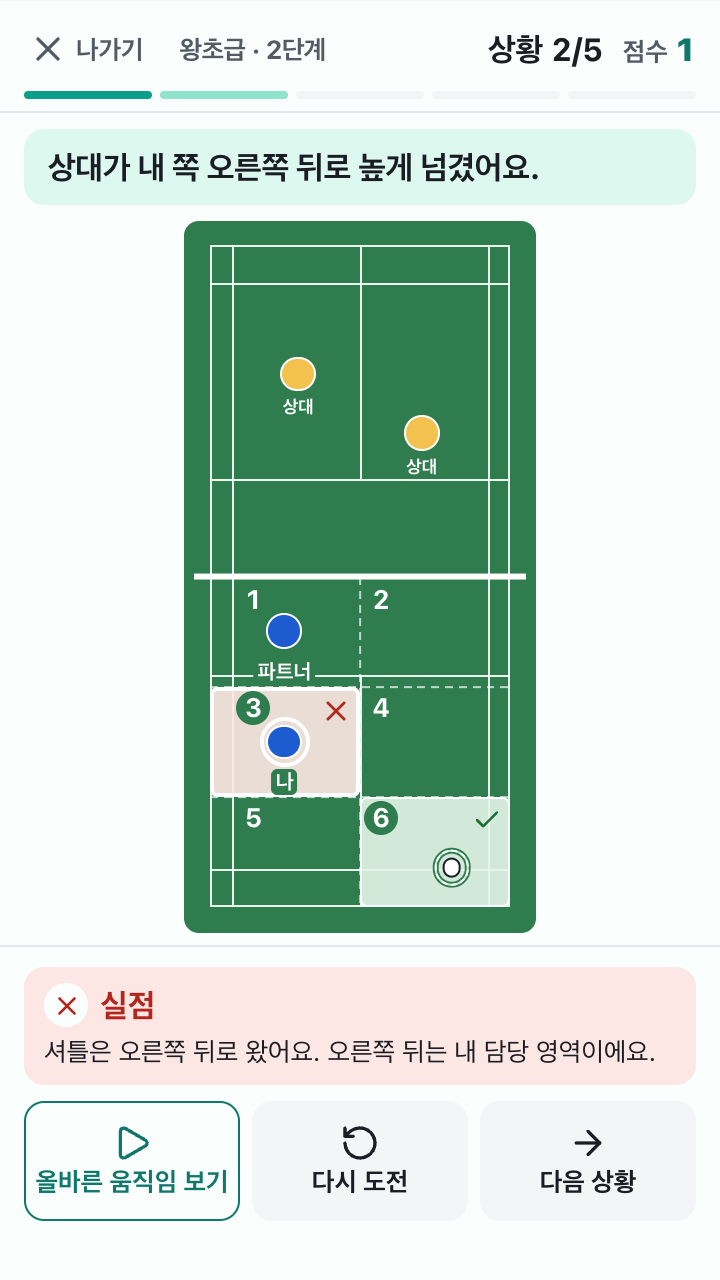 나가기 왕초급 · 2단계 상황 2/5 점수 1
상대가 내 쪽 오른쪽 뒤로 높게 넘겼어요.
상대
상대
1 2
파트너
3 4
나
5 6
실점
셔틀은 오른쪽 뒤로 왔어요. 오른쪽 뒤는 내 담당 영역이에요.
올바른 움직임 보기 다시 도전 다음 상황